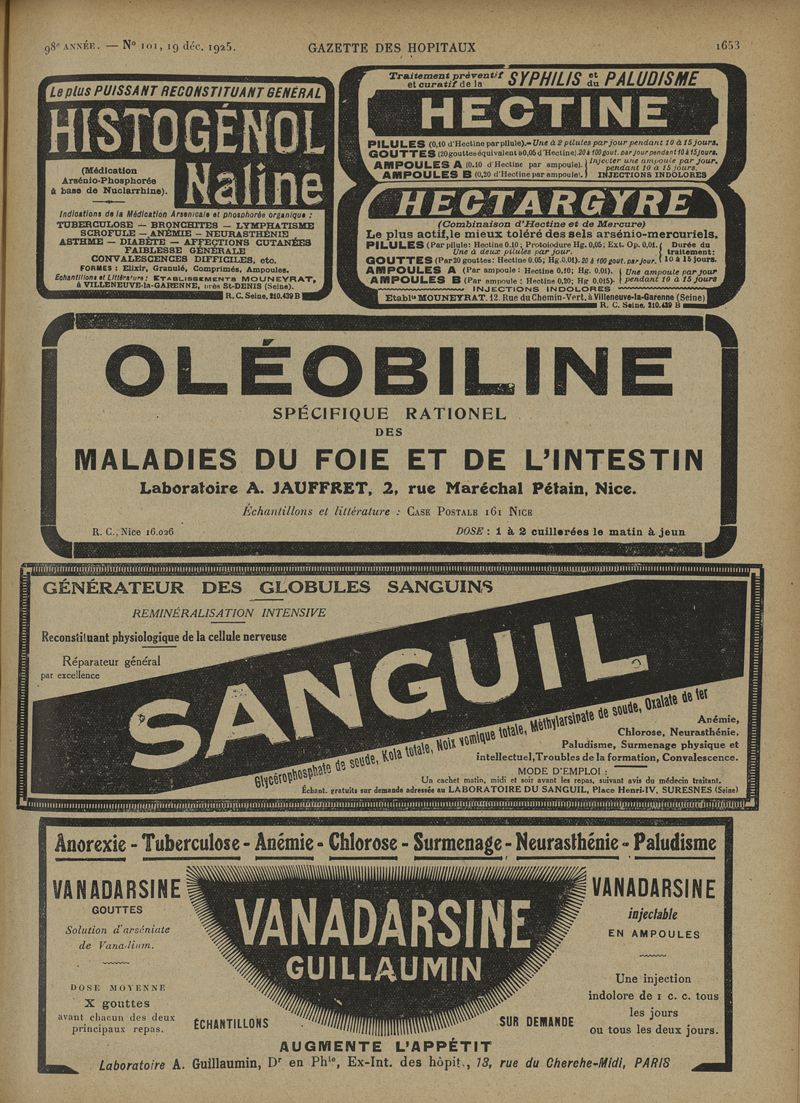 98e ANNÉE. — No 101, 19 déc. 1925.
GAZETTE DES HOPITAUX
1653
Le plus PUISSANT RECONSTITUANT GÉNÉRAL
HISTOGÉNOL
(Médication
Arsénio-Phosphorée
à base de Nuclarrhine).
Naline
Indications de la Médication Arsenicale et phosphorée organique :
TUBERCULOSE — BRONCHITES — LYMPHATISME
SCROFULE — ANÉMIE — NEURASTHÉNIE
ASTHME — DIABÈTE — AFFECTIONS CUTANÉES
FAIBLESSE GÉNÉRALE
CONVALESCENCES DIFFICILES, etc.
FORMES : Elixir, Granulé, Comprimés, Ampoules.
Echantillons et Littérature : ETABLISSEMENTS MOUNEYRAT,
à VILLENEUVE-la-GARENNE, près St-DENIS (Seine).
R. C. Seine, 210.439 B
Traitement préventif et curatif de la SYPHILIS et du PALUDISME
HECTINE
PILULES (0,10 d'Hectine par pilule).— Une à 2 pilules par jour pendant 10 à 15 jours.
GOUTTES (20 gouttes équivalent à 0,05 d'Hectine). 20 à 100 gout. par jour pendant 10 à 15 jours.
AMPOULES A (0.10 d'Hectine par ampoule). Injecter une ampoule par jour,
AMPOULES B (0,20 d'Hectine par ampoule). pendant 10 à 15 jours.
INJECTIONS INDOLORES
HECTARGYRE
(Combinaison d'Hectine et de Mercure)
Le plus actif, le mieux toléré des sels arsénio-mercuriels.
PILULES (Par pilule: Hectine 0.10; Protoiodure Hg. 0,05; Ext. Op. 0,01.
Une à deux pilules par jour.
GOUTTES (Par 20 gouttes: Hectine 0.05; Hg. 0.01). 20 à 100 gout. par jour.
Durée du
traitement:
10 à 15 jours.
AMPOULES A (Par ampoule : Hectine 0,10; Hg. 0.01).
AMPOULES B (Par ampoule : Hectine 0,20; Hg 0.015).
Une ampoule par jour
pendant 10 à 15 jours
INJECTIONS INDOLORES
Etablts MOUNEYRAT, 12, Rue du Chemin-Vert, à Villeneuve-la-Garenne (Seine)
R. C. Seine, 210.439 B
OLÉOBILINE
SPÉCIFIQUE RATIONEL
DES
MALADIES DU FOIE ET DE L'INTESTIN
Laboratoire A. JAUFFRET, 2, rue Maréchal Pétain, Nice.
Échantillons et littérature : CASE POSTALE 161 NICE
R. C., Nice 16.026
DOSE : 1 à 2 cuillerées le matin à jeun
GÉNÉRATEUR DES GLOBULES SANGUINS
REMINÉRALISATION INTENSIVE
Reconstituant physiologique de la cellule nerveuse
Réparateur général
par excellence
SANGUIL
Glycérophosphate de soude, Kola totale, Noix vomique totale, Méthylarsinate de soude, Oxalate de fer
Anémie,
Chlorose, Neurasthénie.
Paludisme, Surmenage physique et
intellectuel, Troubles de la formation, Convalescence.
MODE D'EMPLOI :
Un cachet matin, midi et soir avant les repas, suivant avis du médecin traitant.
Échant. gratuits sur demande adressée au LABORATOIRE DU SANGUIL, Place Henri-IV, SURESNES (Seine)
Anorexie - Tuberculose - Anémie - Chlorose - Surmenage - Neurasthénie - Paludisme
VANADARSINE
GOUTTES
Solution d'arséniate
de Vanadium.
DOSE MOYENNE
X gouttes
avant chacun des deux
principaux repas.
VANADARSINE
GUILLAUMIN
ÉCHANTILLONS
SUR DEMANDE
VANADARSINE
injectable
EN AMPOULES
Une injection
indolore de 1 c. c. tous
les jours
ou tous les deux jours.
AUGMENTE L'APPÉTIT
Laboratoire A. Guillaumin, Dr en Phie, Ex-Int. des hôpit., 13, rue du Cherche-Midi, PARIS